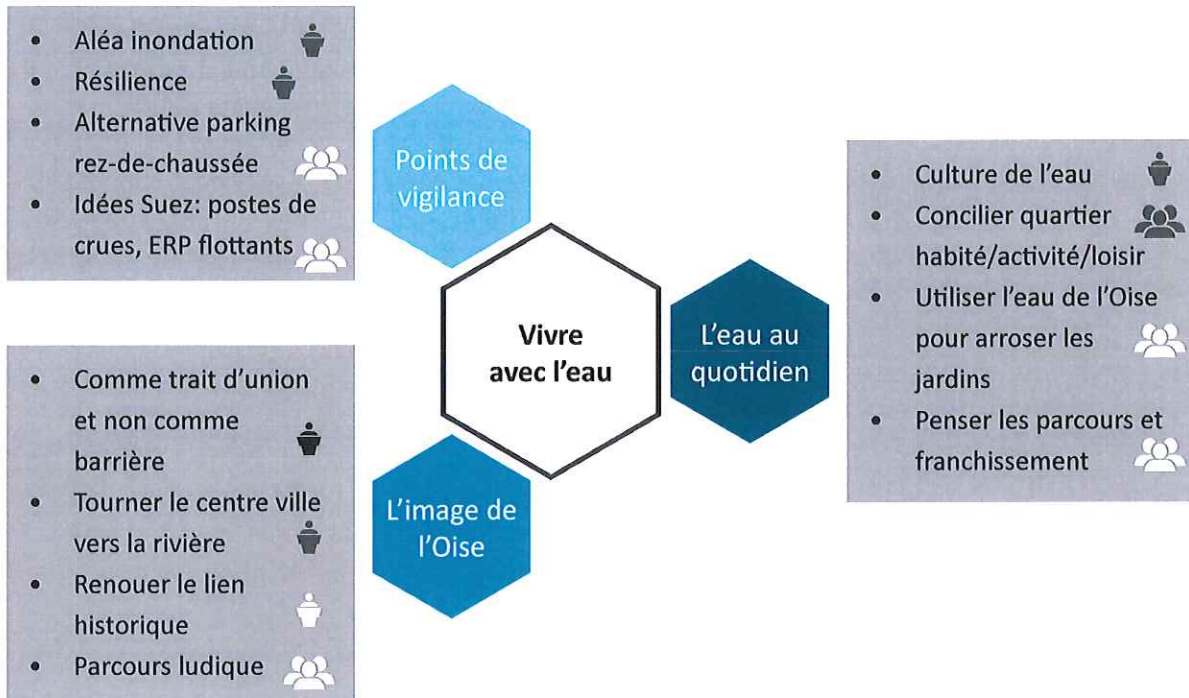 • Aléa inondation
• Résilience
• Alternative parking
rez-de-chaussée
• Idées Suez: postes de
crues, ERP flottants
Points de
vigilance
Vivre
avec l'eau
L'eau au
quotidien
• Culture de l'eau
• Concilier quartier
habité/activité/loisir
• Utiliser l'eau de l'Oise
pour arroser les
jardins
• Penser les parcours et
franchissement
• Comme trait d'union
et non comme
barrière
• Tourner le centre ville
vers la rivière
• Renouer le lien
historique
• Parcours ludique
L'image de
l'Oise